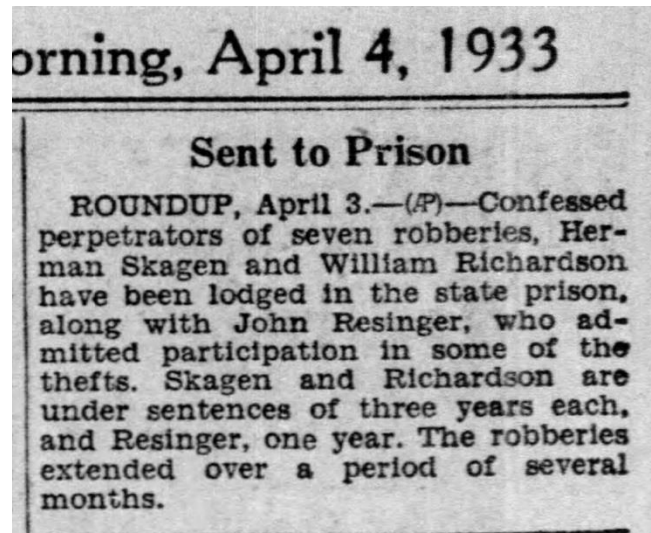 orning, April 4, 1933
Sent to Prison
ROUNDUP, April 3.—(AP)—Confessed
perpetrators of seven robberies, Her-
man Skagen and William Richardson
have been lodged in the state prison,
along with John Resinger, who ad-
mitted participation in some of the
thefts. Skagen and Richardson are
under sentences of three years each,
and Resinger, one year. The robberies
extended over a period of several
months.